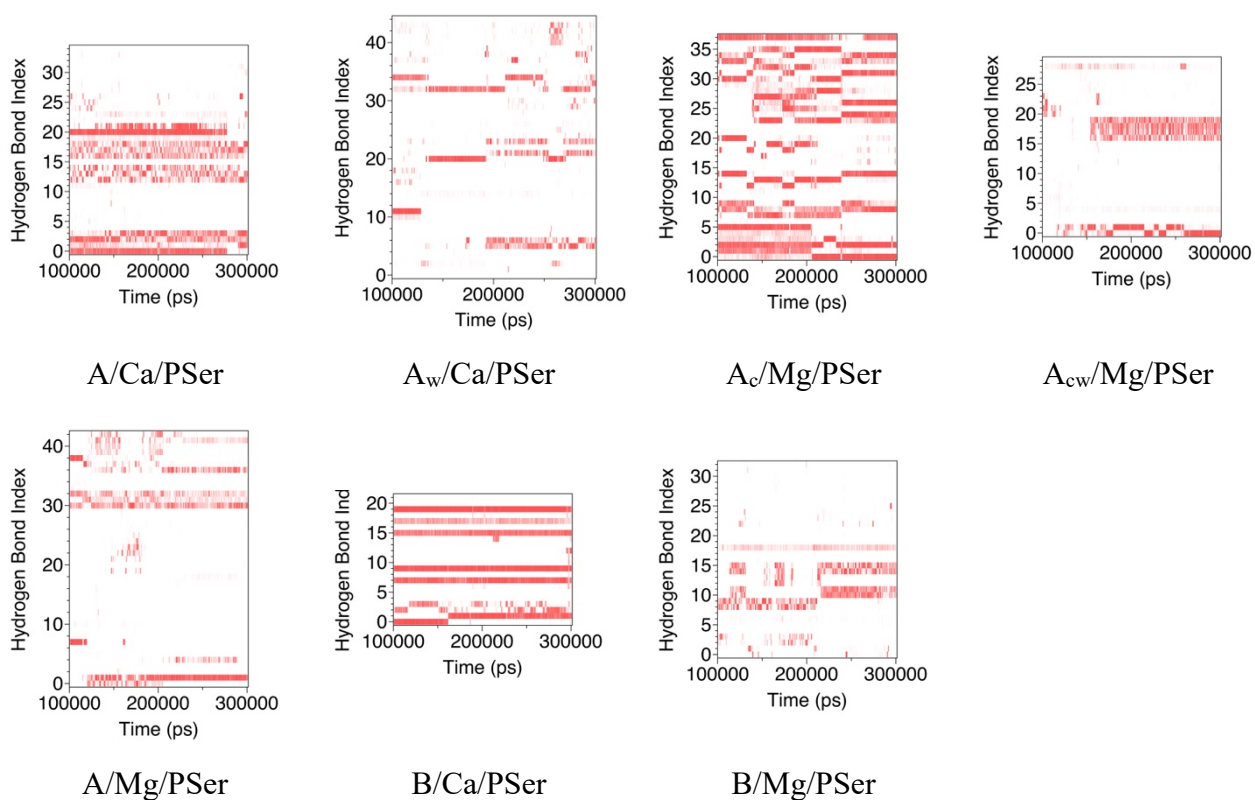 Hydrogen Bond Index
30
25
20
15
10
5
0
100000 200000 300000
Time (ps)
A/Ca/PSer
Hydrogen Bond Index
40
30
20
10
0
100000 200000 300000
Time (ps)
Aw/Ca/PSer
Hydrogen Bond Index
35
30
25
20
15
10
5
0
100000 200000 300000
Time (ps)
Ac/Mg/PSer
Hydrogen Bond Index
25
20
15
10
5
0
100000 200000 300000
Time (ps)
Acw/Mg/PSer
Hydrogen Bond Index
40
30
20
10
0
100000 200000 300000
Time (ps)
A/Mg/PSer
Hydrogen Bond Ind
20
15
10
5
0
100000 200000 300000
Time (ps)
B/Ca/PSer
Hydrogen Bond Index
30
25
20
15
10
5
0
100000 200000 300000
Time (ps)
B/Mg/PSer